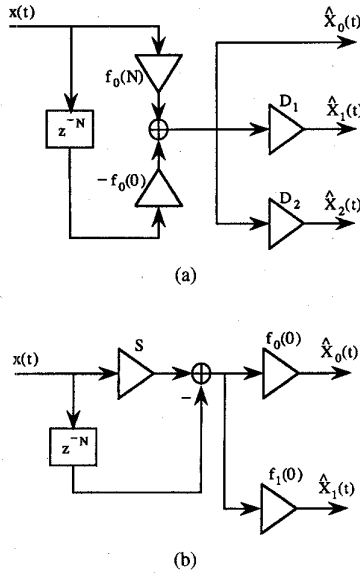 x(t)
f₀(N)
X̂₀(t)
D₁
X̂₁(t)
z⁻ᴺ
−f₀(0)
D₂
X̂₂(t)
(a)
S
f₀(0)
X̂₀(t)
x(t)
−
z⁻ᴺ
f₁(0)
X̂₁(t)
(b)